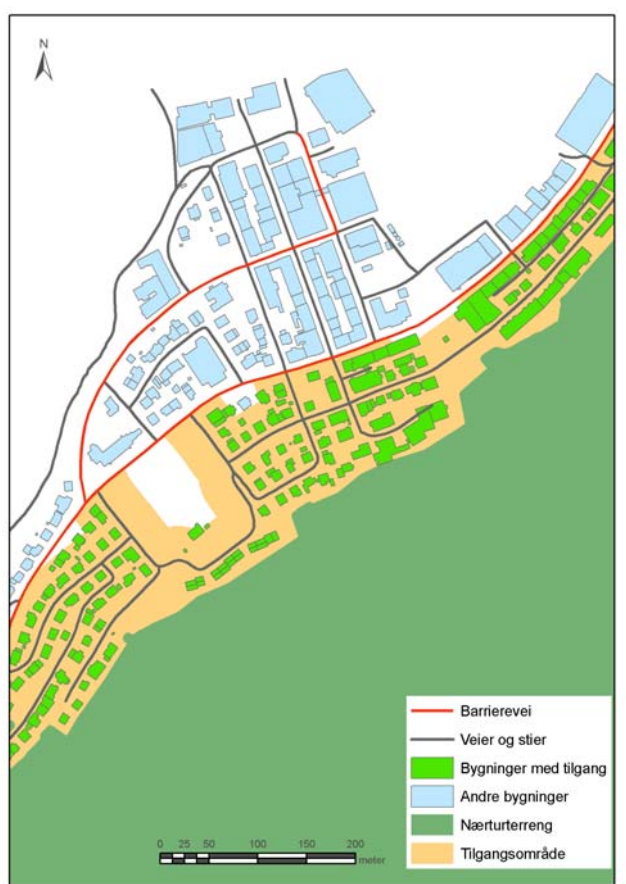 N
Barrierevei
Veier og stier
Bygninger med tilgang
Andre bygninger
Nærturterreng
Tilgangsområde
0 25 50 100 150 200
meter